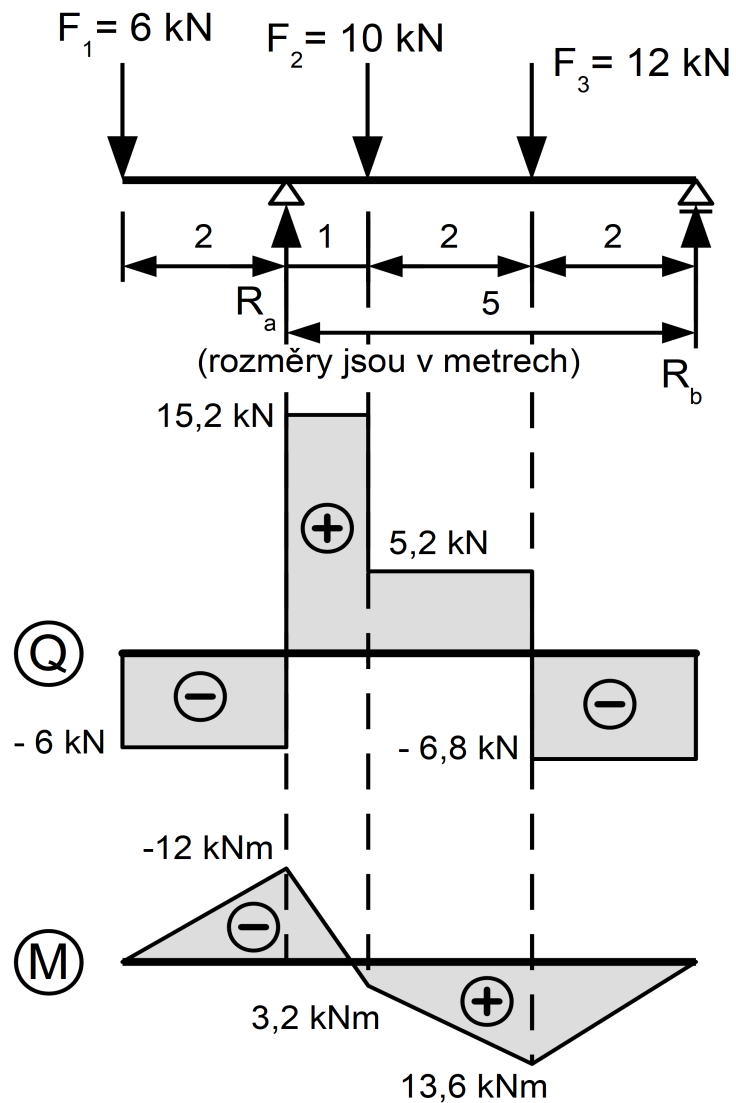 F1= 6 kN
F2= 10 kN
F3= 12 kN
2
1
2
2
Ra
5
(rozměry jsou v metrech)
Rb
15,2 kN
+
5,2 kN
Q
−
−
- 6 kN
- 6,8 kN
-12 kNm
−
M
+
3,2 kNm
13,6 kNm